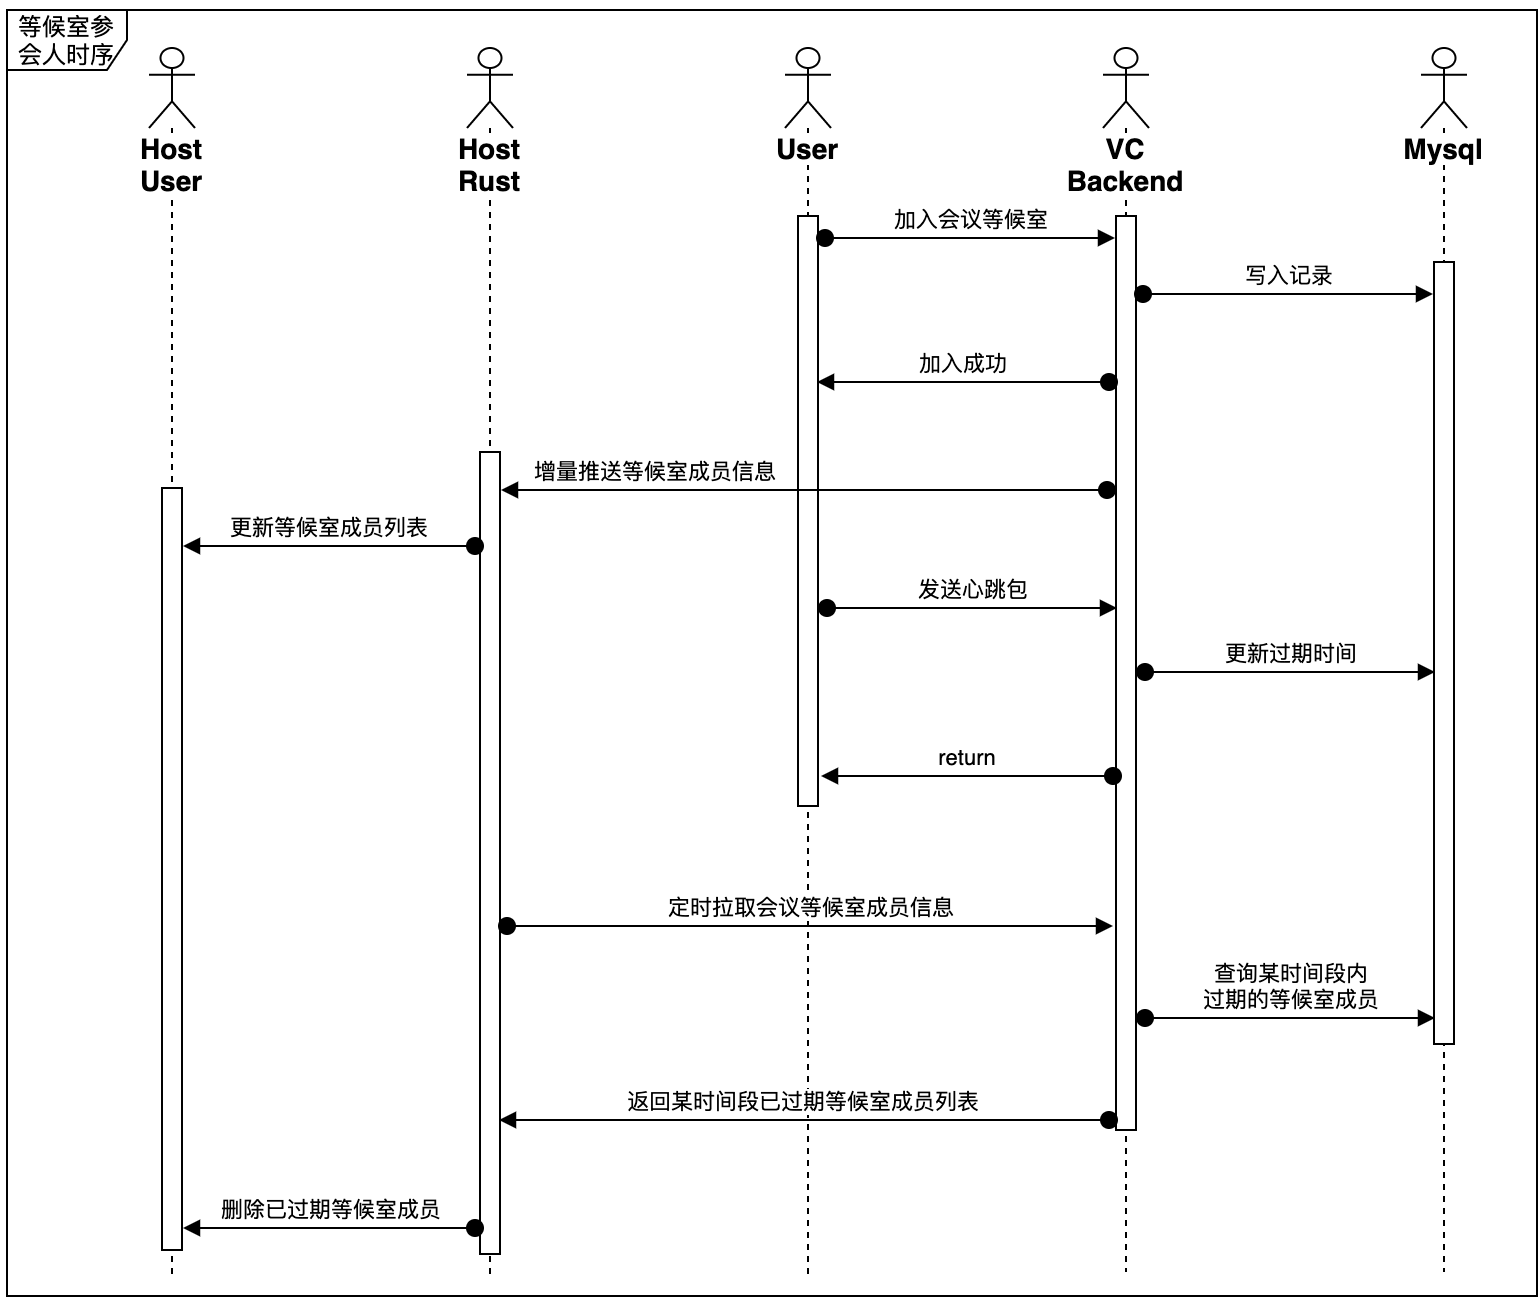 等候室参
会人时序
Host
User
Host
Rust
User
VC
Backend
Mysql
加入会议等候室
写入记录
加入成功
增量推送等候室成员信息
更新等候室成员列表
发送心跳包
更新过期时间
return
定时拉取会议等候室成员信息
查询某时间段内
过期的等候室成员
返回某时间段已过期等候室成员列表
删除已过期等候室成员